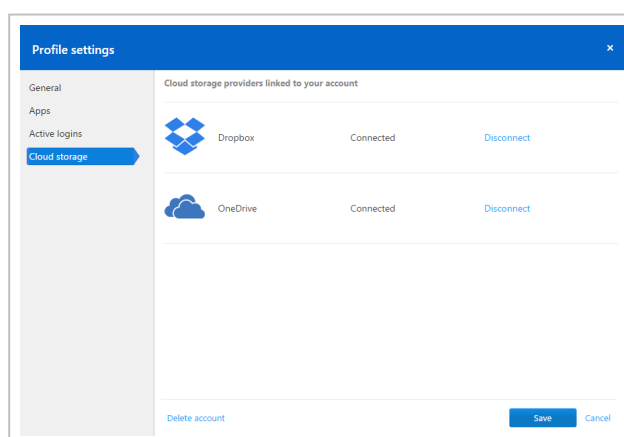 Profile settings
×
General
Apps
Active logins
Cloud storage
Cloud storage providers linked to your account
Dropbox Connected Disconnect
OneDrive Connected Disconnect
Delete account Save Cancel